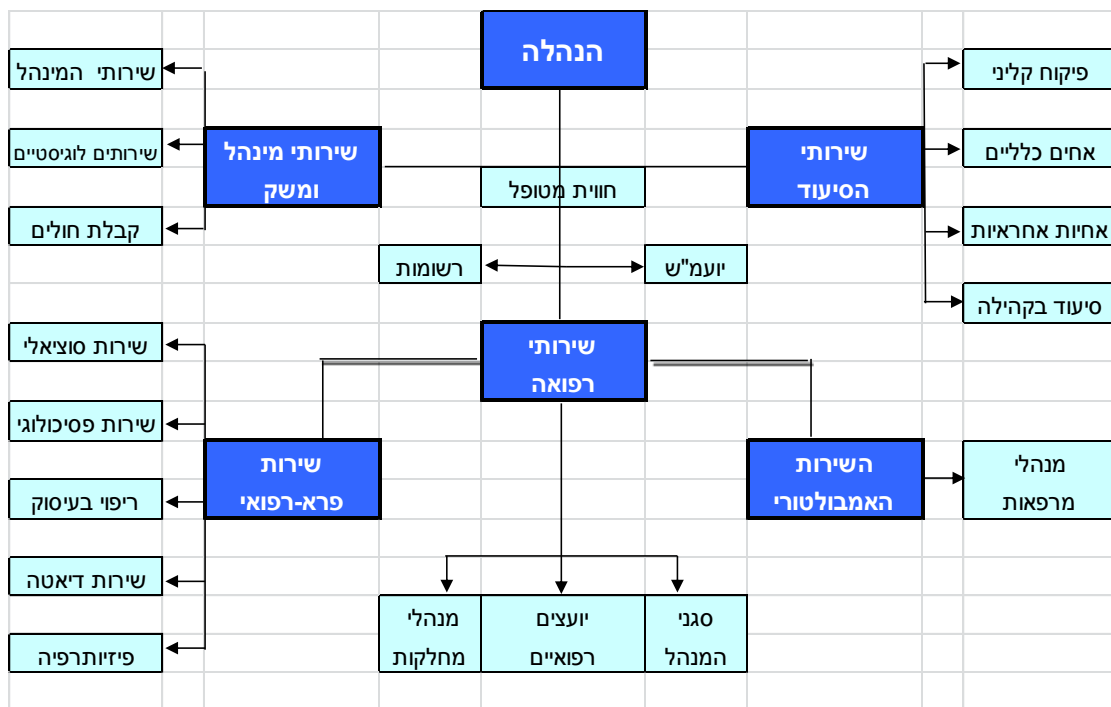 הנהלה
פיקוח קליני
שירותי המינהל
שירותי
הסיעוד
שירותי מינהל
ומשק
אחים כלליים
שירותים לוגיסטיים
חווית מטופל
אחיות אחראיות
קבלת חולים
יועמ"ש
רשומות
סיעוד בקהילה
שירותי
רפואה
שירות סוציאלי
שירות פסיכולוגי
השירות
האמבולטורי
שירות
פרא-רפואי
מנהלי
מרפאות
ריפוי בעיסוק
שירות דיאטה
סגני
המנהל
יועצים
רפואיים
מנהלי
מחלקות
פיזיותרפיה